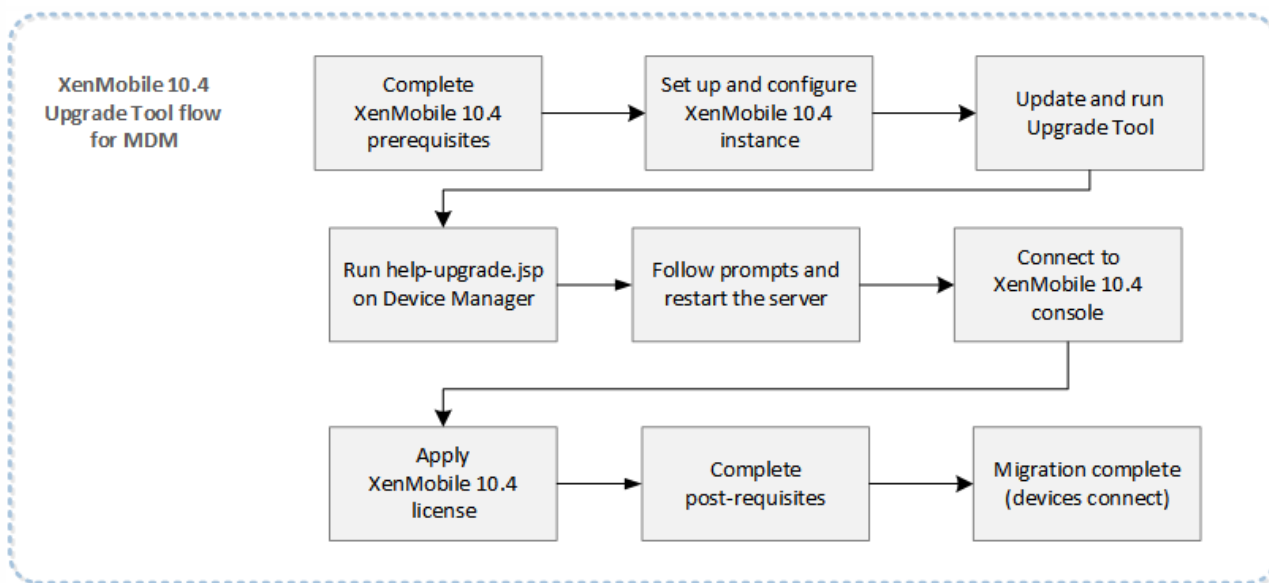 XenMobile 10.4
Upgrade Tool flow
for MDM
Complete
XenMobile 10.4
prerequisites
Set up and configure
XenMobile 10.4
instance
Update and run
Upgrade Tool
Run help-upgrade.jsp
on Device Manager
Follow prompts and
restart the server
Connect to
XenMobile 10.4
console
Apply
XenMobile 10.4
license
Complete
post-requisites
Migration complete
(devices connect)